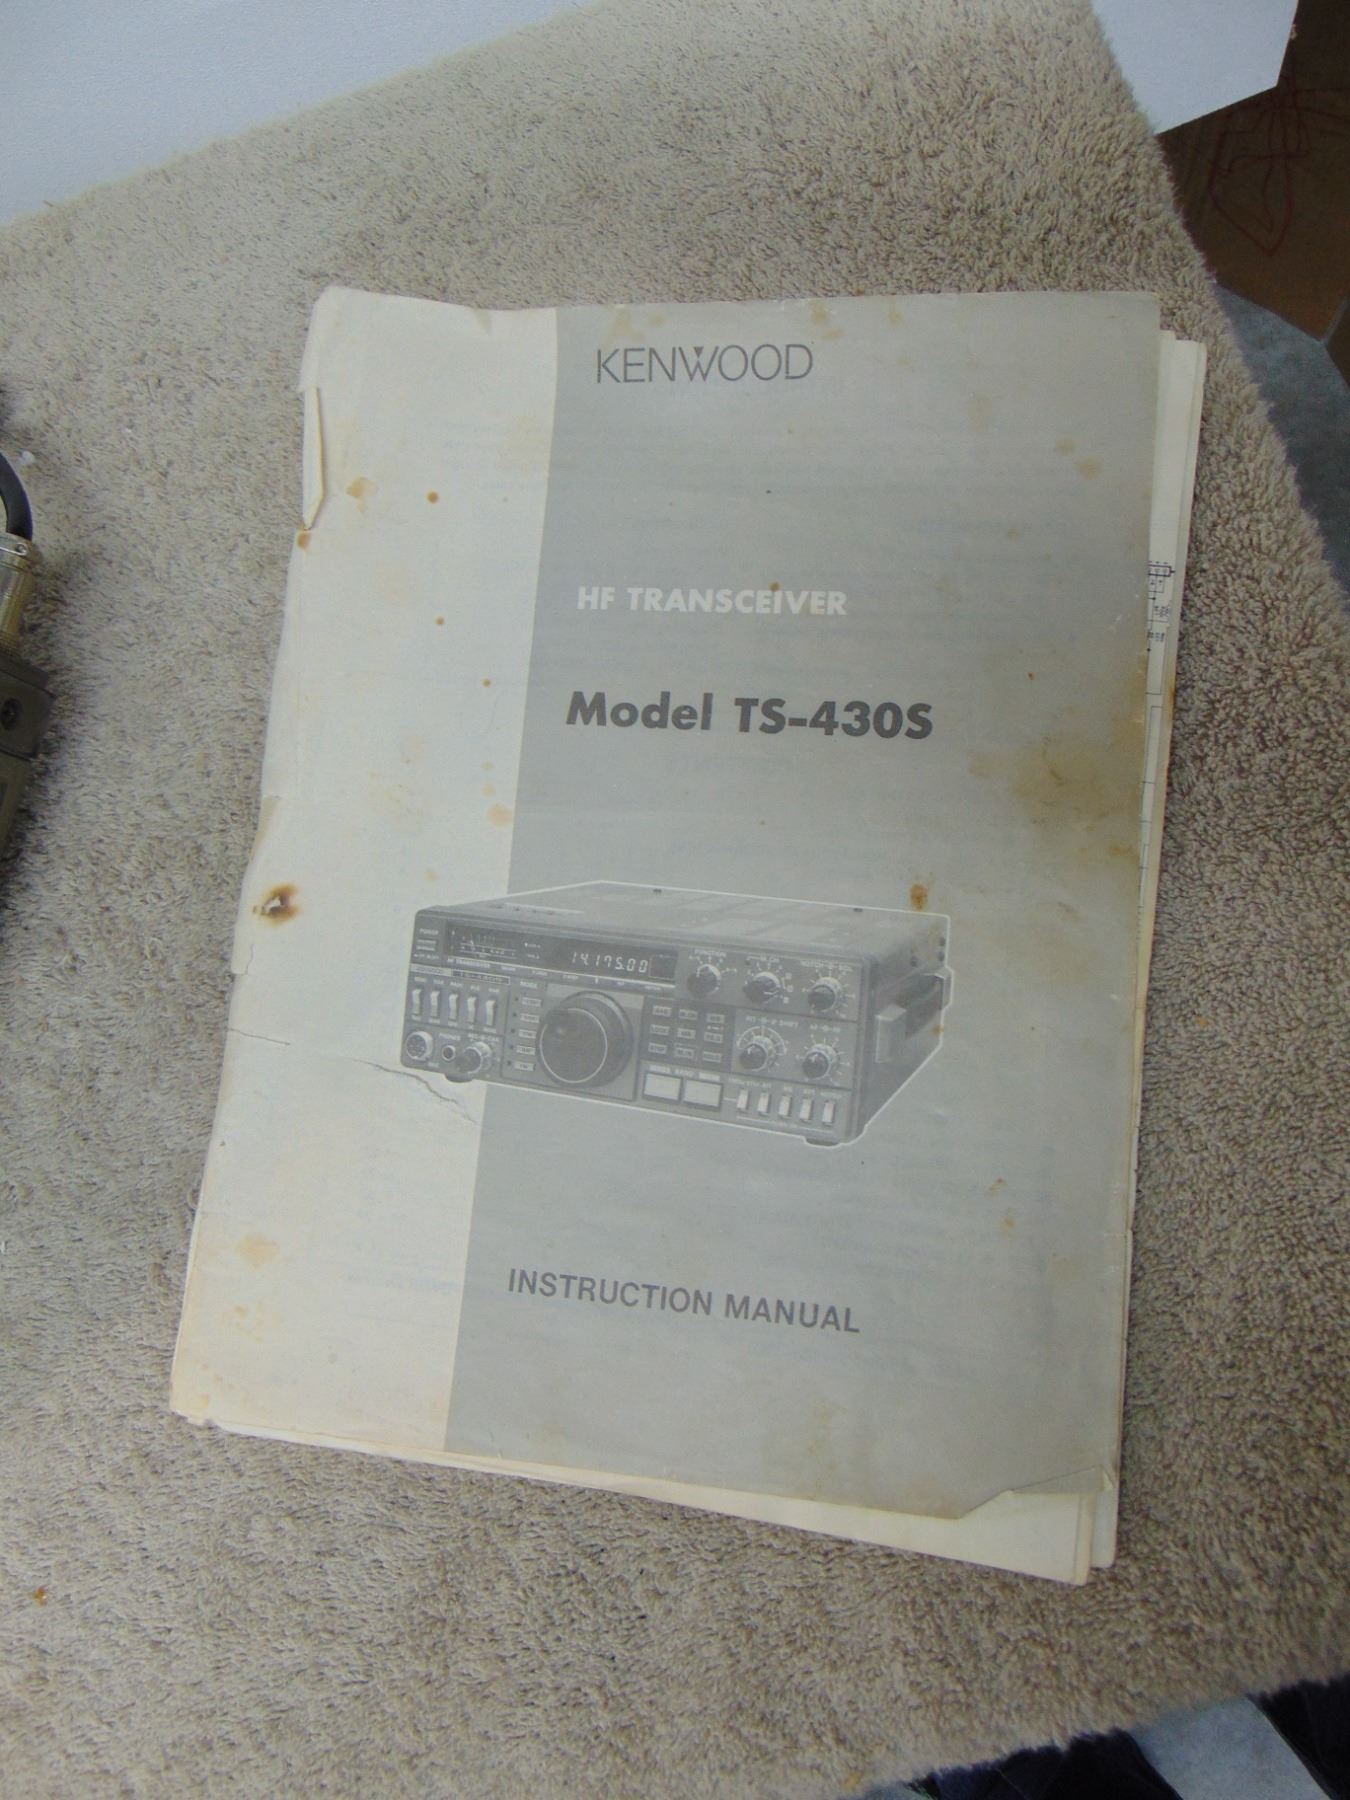 KENWOOD
HF TRANSCEIVER
Model TS-430S
14.175.00
INSTRUCTION MANUAL